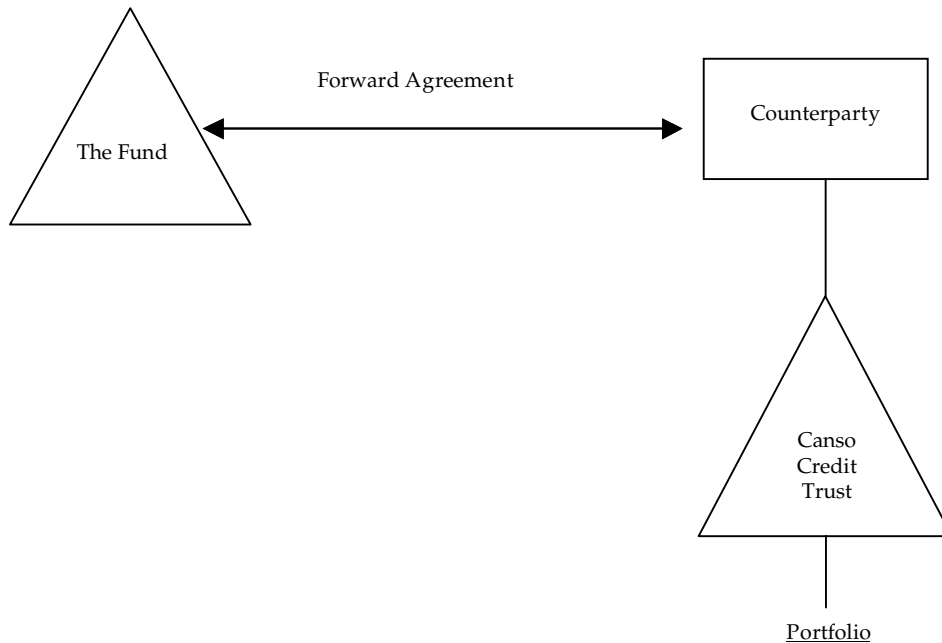 Forward Agreement
The Fund
Counterparty
Canso
Credit
Trust
Portfolio